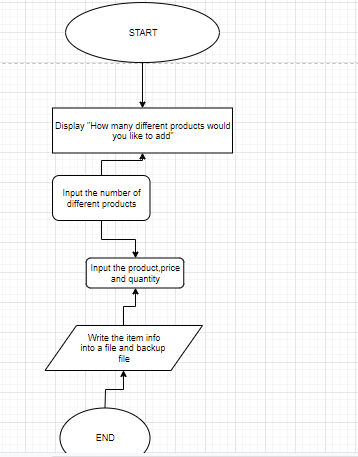 START
Display "How many different products would
you like to add"
Input the number of
different products
Input the product,price
and quantity
Write the item info
into a file and backup
file
END